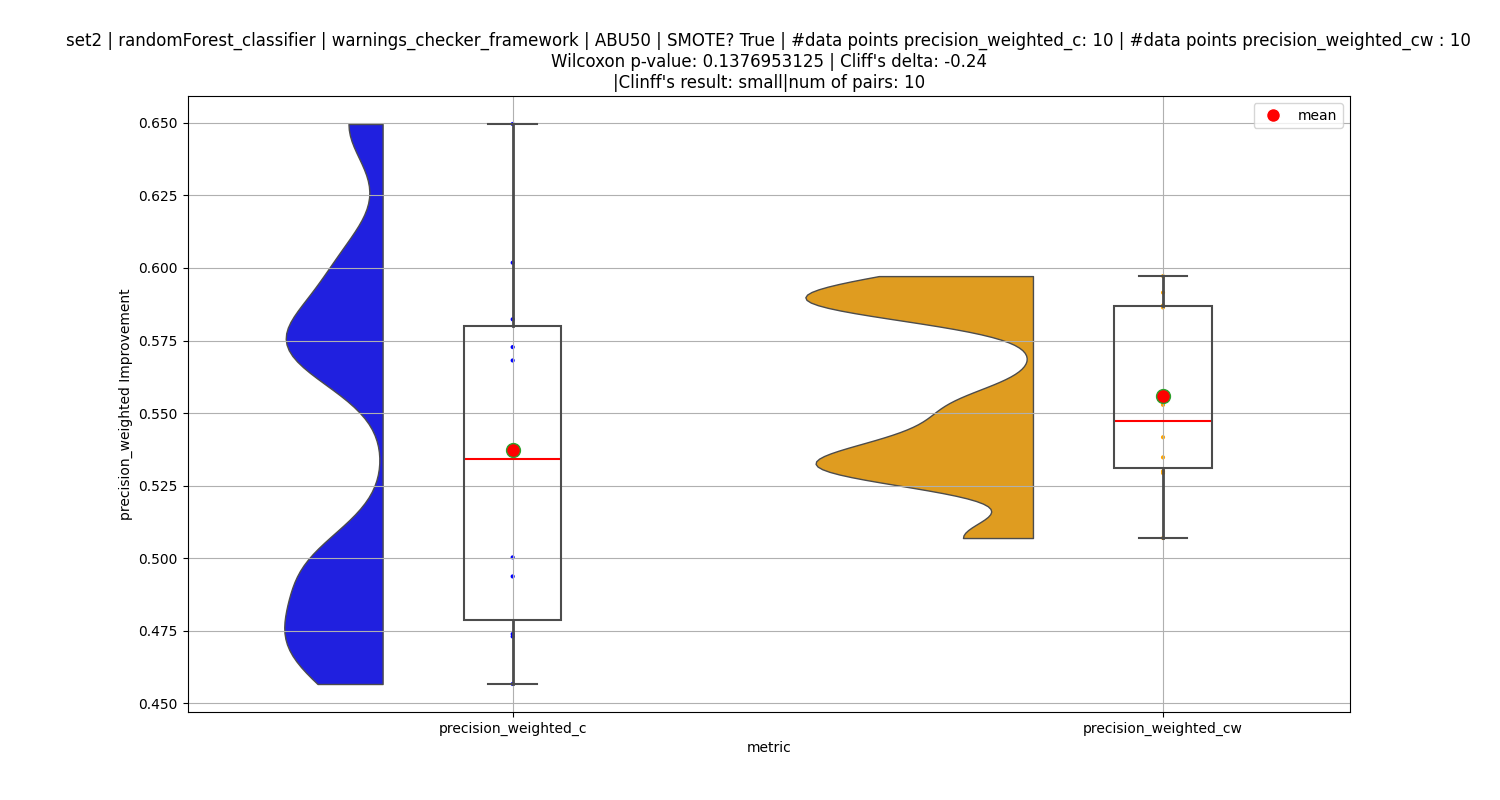 set2 | randomForest_classifier | warnings_checker_framework | ABU50 | SMOTE? True | #data points precision_weighted_c: 10 | #data points precision_weighted_cw : 10
Wilcoxon p-value: 0.1376953125 | Cliff's delta: -0.24
|Clinff's result: small|num of pairs: 10
mean
0.650
0.625
0.600
0.575
0.550
0.525
0.500
0.475
0.450
precision_weighted Improvement
precision_weighted_c
precision_weighted_cw
metric